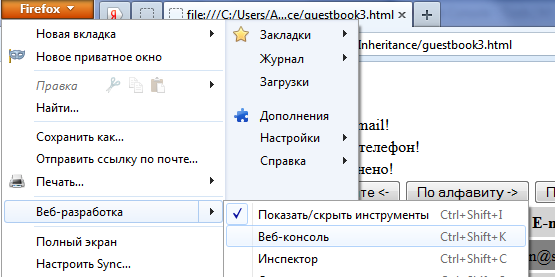 Firefox
file:///C:/Users/A...ce/guestbook3.html
Inheritance/guestbook3.html
Новая вкладка
Новое приватное окно
Правка
Найти...
Сохранить как...
Отправить ссылку по почте...
Печать...
Веб-разработка
Полный экран
Настроить Sync...
Закладки
Журнал
Загрузки
Дополнения
Настройки
Справка
Показать/скрыть инструменты Ctrl+Shift+I
Веб-консоль Ctrl+Shift+K
Инспектор Ctrl+Shift+C
mail!
телефон!
нено!
те <-
По алфавиту ->
П
E-m
n@s